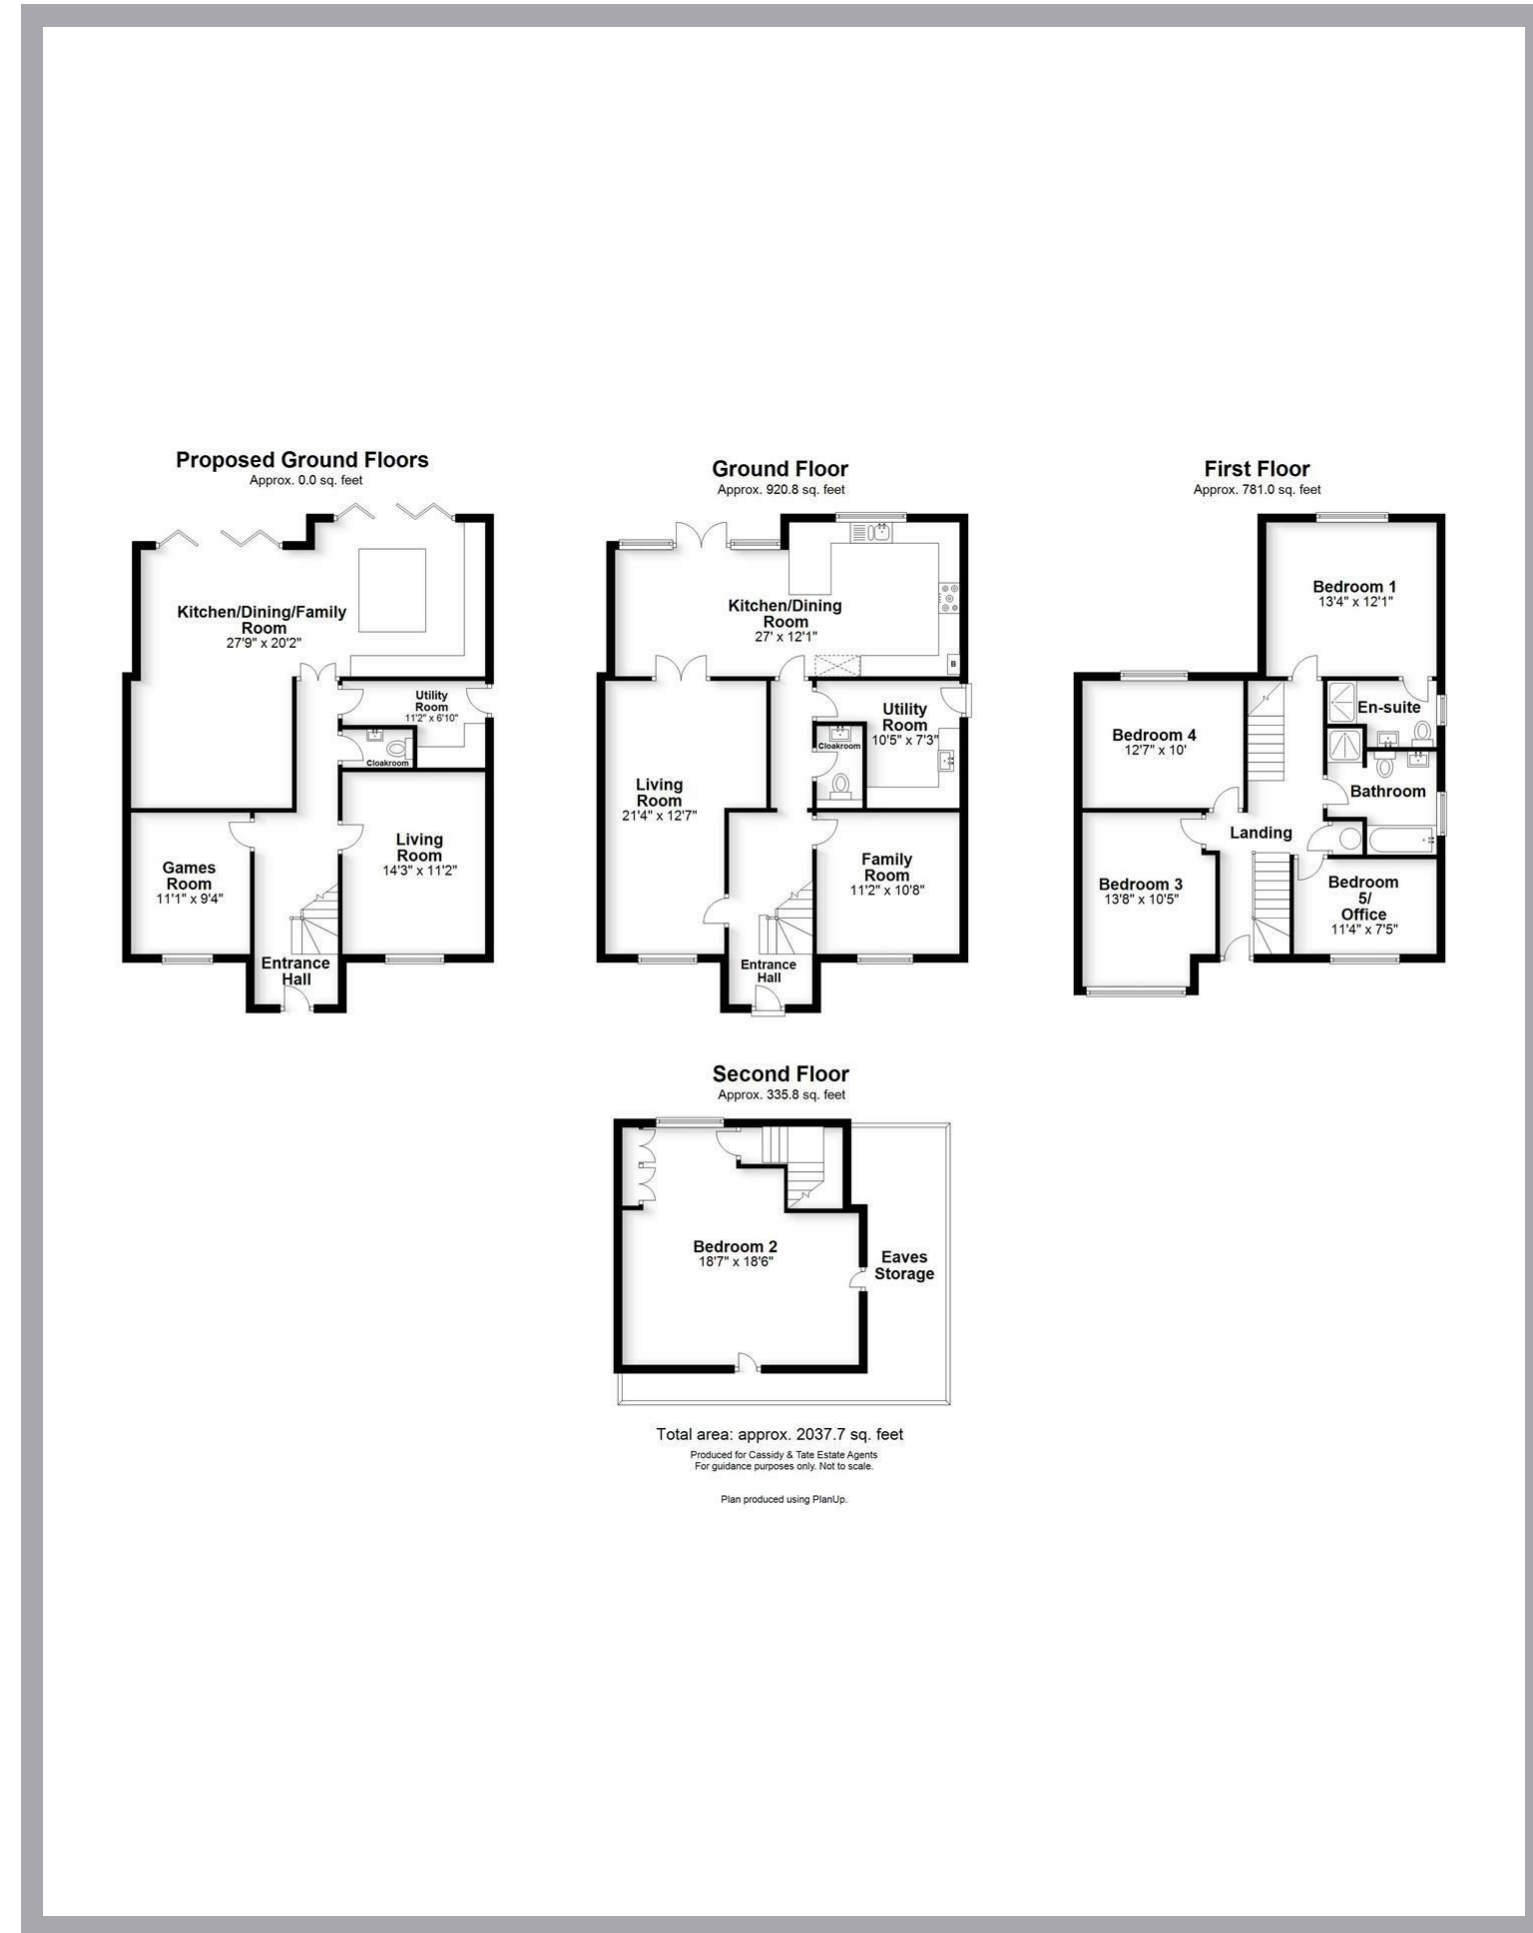 Proposed Ground Floors
Approx. 0.0 sq. feet
Kitchen/Dining/Family
Room
27'9" x 20'2"
Utility
Room
11'2" x 6'10"
Cloakroom
Living
Room
14'3" x 11'2"
Games
Room
11'1" x 9'4"
Entrance
Hall
Ground Floor
Approx. 920.8 sq. feet
Kitchen/Dining
Room
27' x 12'1"
B
Utility
Room
10'5" x 7'3"
Cloakroom
Living
Room
21'4" x 12'7"
Family
Room
11'2" x 10'8"
Entrance
Hall
First Floor
Approx. 781.0 sq. feet
Bedroom 1
13'4" x 12'1"
En-suite
Bedroom 4
12'7" x 10'
Bathroom
Landing
Bedroom 3
13'8" x 10'5"
Bedroom
5/
Office
11'4" x 7'5"
Second Floor
Approx. 335.8 sq. feet
Bedroom 2
18'7" x 18'6"
Eaves
Storage
Total area: approx. 2037.7 sq. feet
Produced for Cassidy & Tate Estate Agents
For guidance purposes only. Not to scale.
Plan produced using PlanUp.